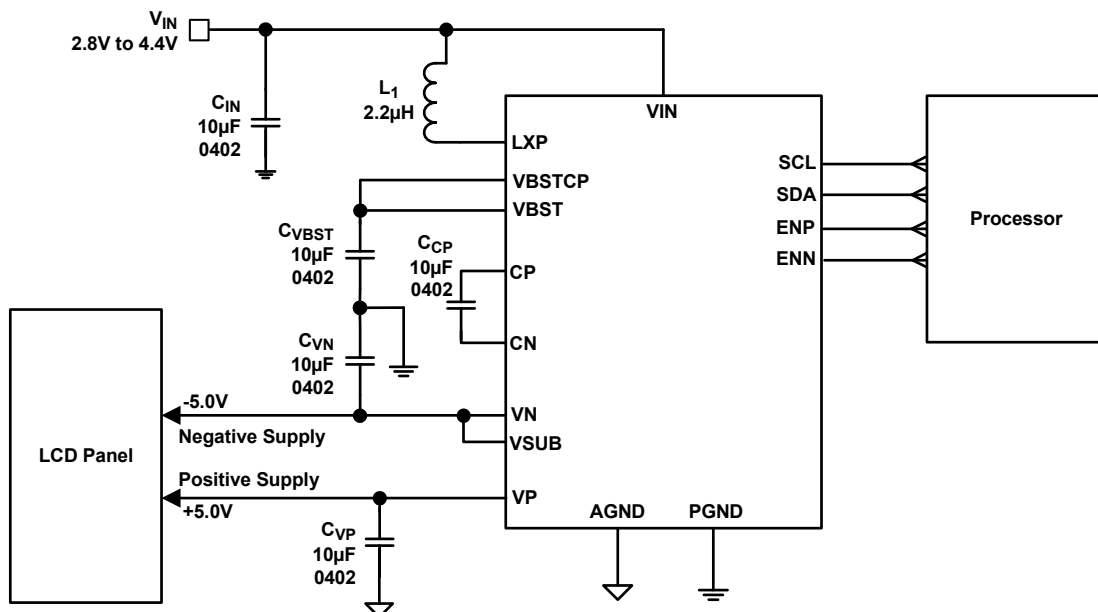 VIN
2.8V to 4.4V
CIN
10µF
0402
L1
2.2µH
VIN
LXP
VBSTCP
VBST
CVBST
10µF
0402
CCP
10µF
0402
CP
CN
CVN
10µF
0402
SCL
SDA
ENP
ENN
Processor
-5.0V
Negative Supply
VN
VSUB
LCD Panel
Positive Supply
+5.0V
VP
AGND
PGND
CVP
10µF
0402